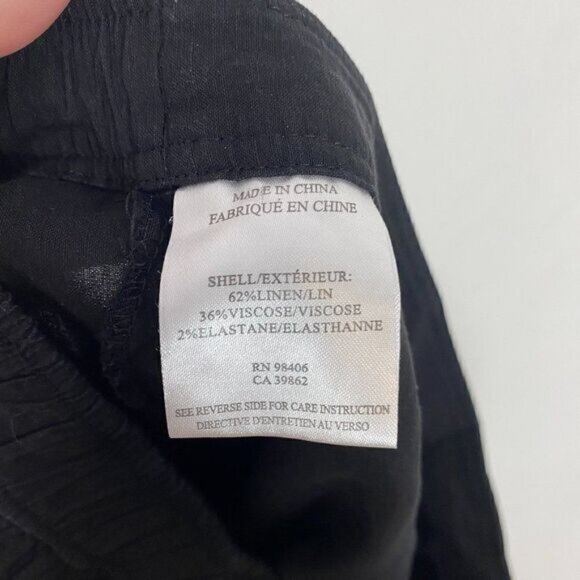 MADE IN CHINA
FABRIQUÉ EN CHINE
SHELL/EXTÉRIEUR:
62%LINEN/LIN
36%VISCOSE/VISCOSE
2%ELASTANE/ELASTHANNE
RN 98406
CA 39862
SEE REVERSE SIDE FOR CARE INSTRUCTION
DIRECTIVE D'ENTRETIEN AU VERSO